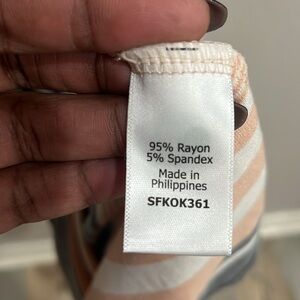 95% Rayon
5% Spandex
Made in
Philippines
SFKOK361